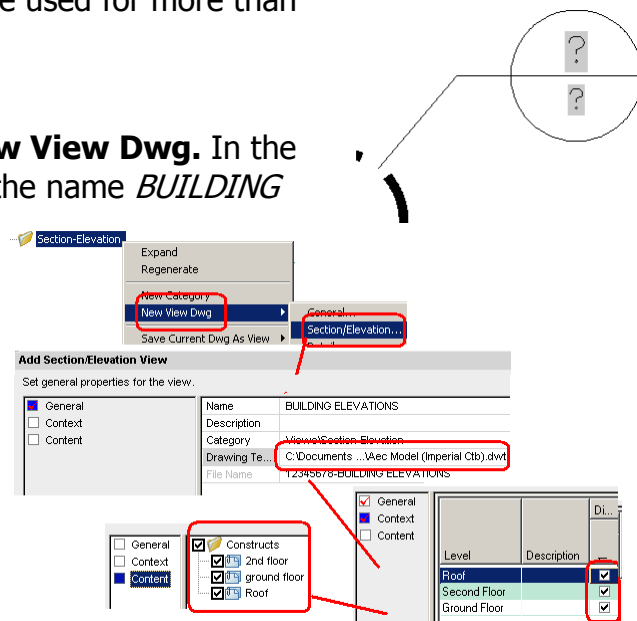 e used for more than
?
?
w View Dwg. In the
the name BUILDING
Section-Elevation
Expand
Regenerate
New Category
New View Dwg
General...
Section/Elevation...
Save Current Dwg As View
Add Section/Elevation View
Set general properties for the view.
General
Context
Content
Name BUILDING ELEVATIONS
Description
Category Views\Section-Elevation
Drawing Te... C:\Documents ...\Aec Model (Imperial Ctb).dwt
File Name 12345678-BUILDING ELEVATIONS
General
Context
Content
Constructs
2nd floor
ground floor
Roof
General
Context
Content
Level Description Di...
Roof
Second Floor
Ground Floor